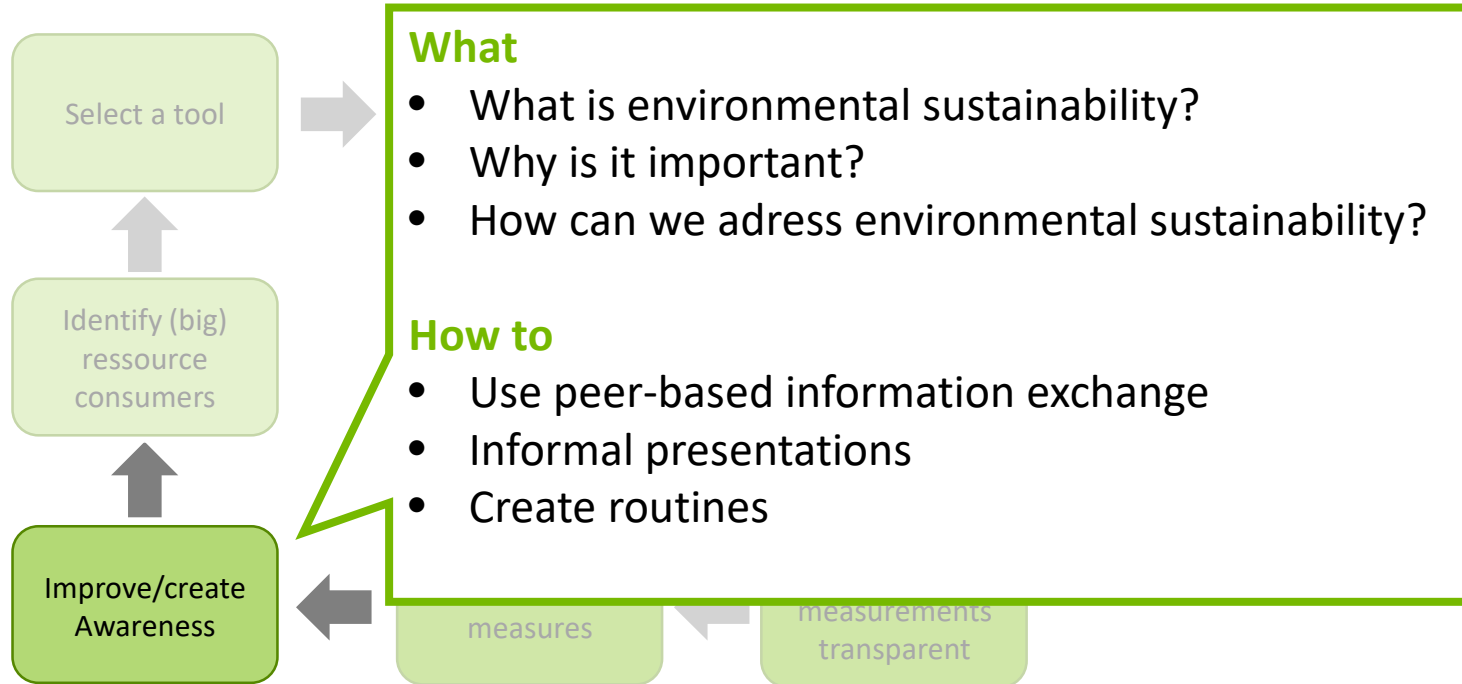 Select a tool
Identify (big)
ressource
consumers
Improve/create
Awareness
What
• What is environmental sustainability?
• Why is it important?
• How can we adress environmental sustainability?
How to
• Use peer-based information exchange
• Informal presentations
• Create routines
measures
measurements
transparent